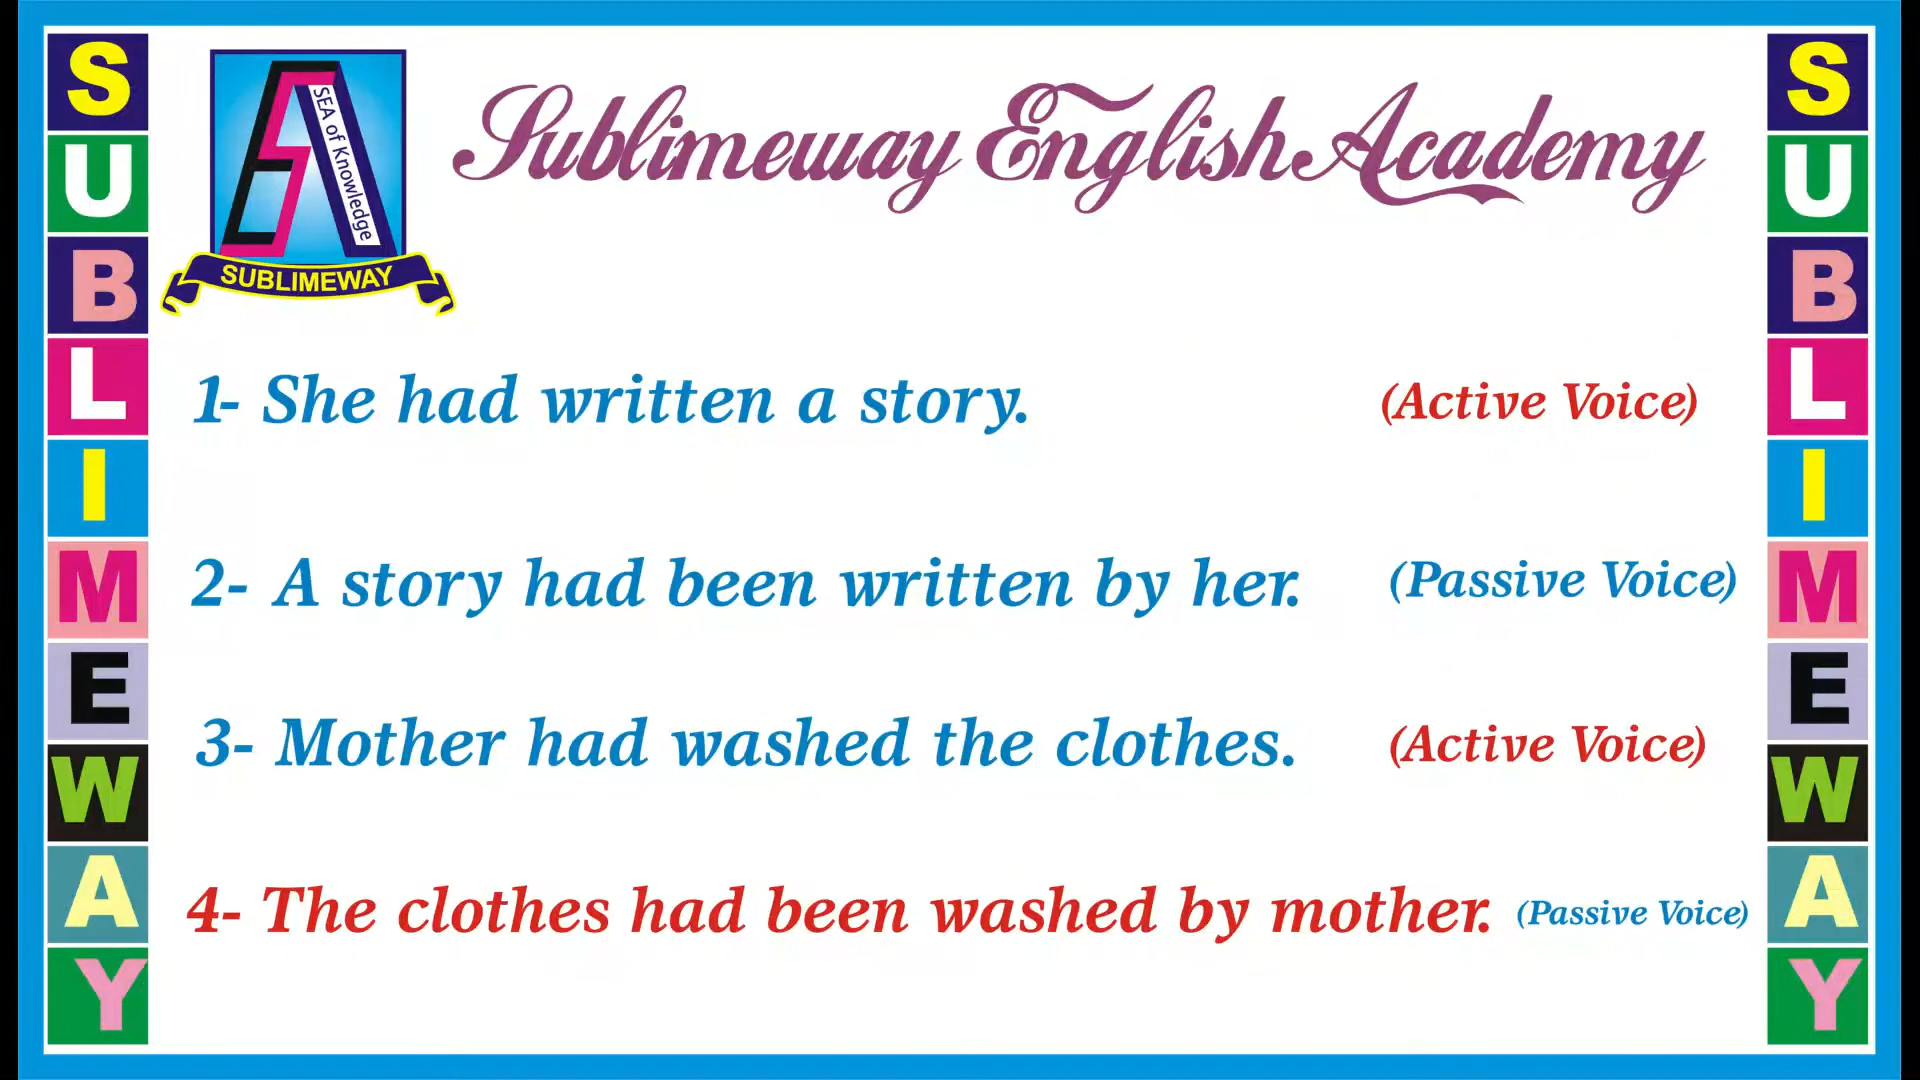 SUBLIMEWAY
SEA of Knowledge
SUBLIMEWAY
Sublimeway English Academy
1- She had written a story. (Active Voice)
2- A story had been written by her. (Passive Voice)
3- Mother had washed the clothes. (Active Voice)
4- The clothes had been washed by mother. (Passive Voice)
SUBLIMEWAY